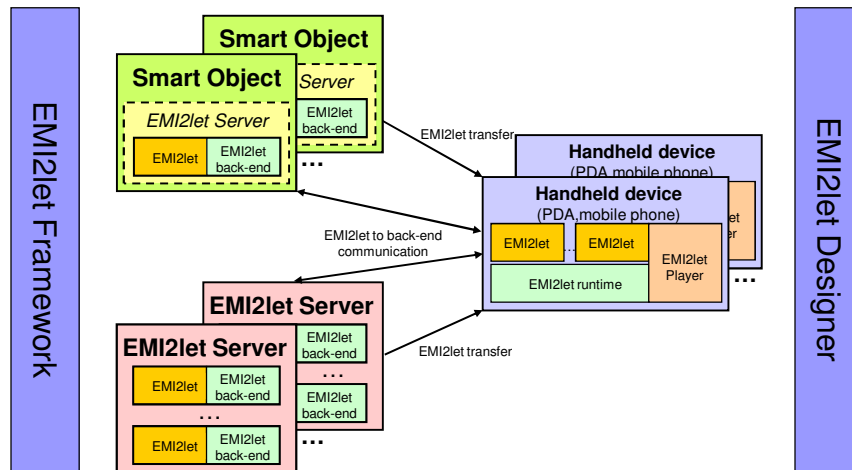 EMI2let Framework
Smart Object
Server
EMI2let
back-end
...
Smart Object
EMI2let Server
EMI2let
EMI2let
back-end
EMI2let transfer
Handheld device
(PDA,mobile phone)
...
Handheld device
(PDA,mobile phone)
EMI2let
...
EMI2let
EMI2let
Player
EMI2let runtime
EMI2let to back-end
communication
EMI2let Server
EMI2let
back-end
...
EMI2let
back-end
...
EMI2let Server
EMI2let
EMI2let
back-end
...
EMI2let
EMI2let
back-end
EMI2let transfer
EMI2let Designer